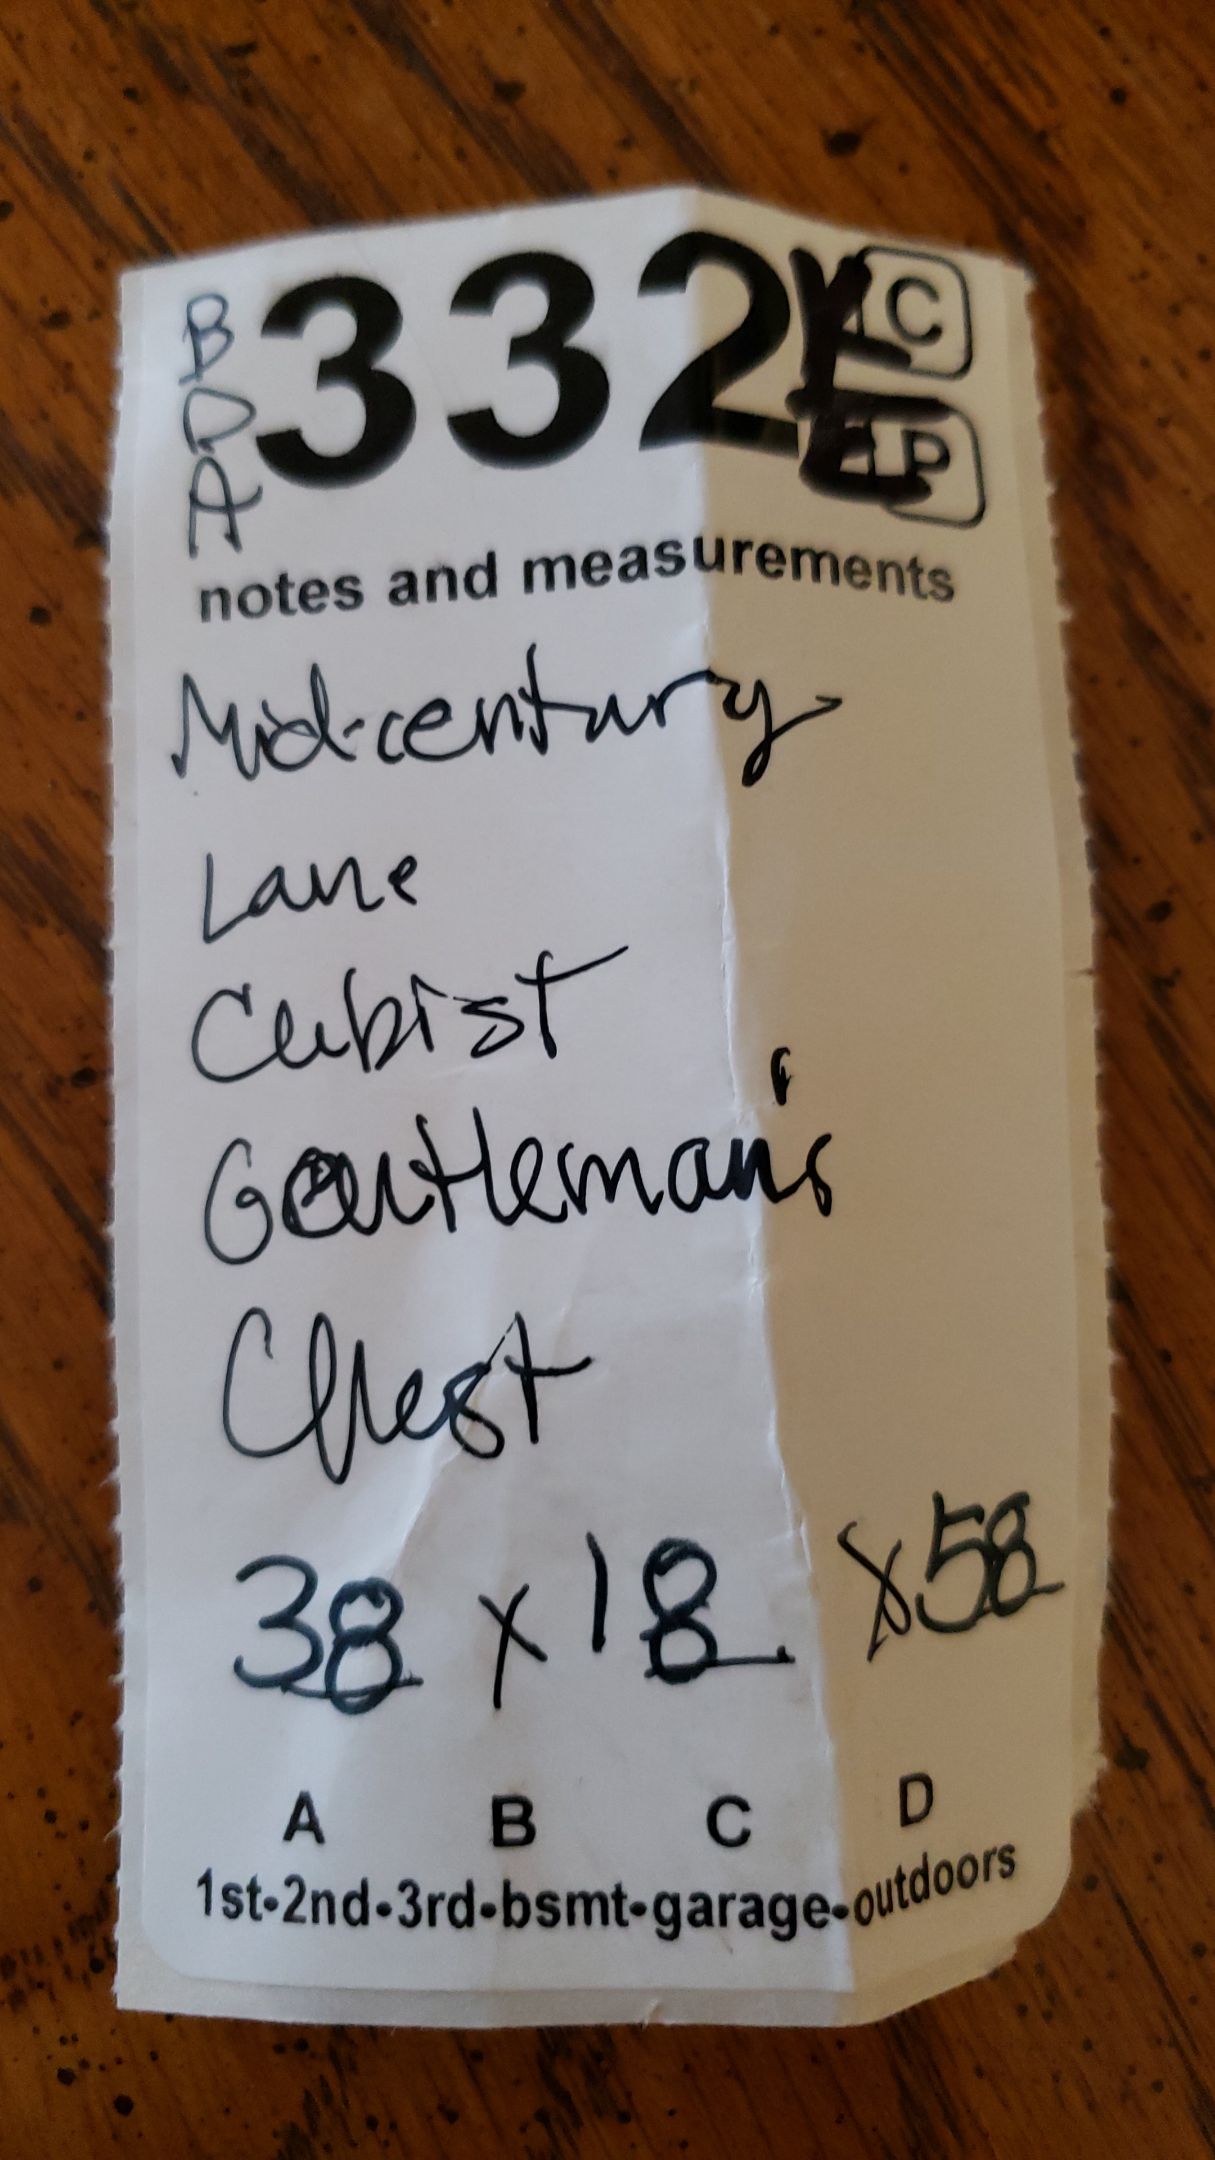 B
D
A
332
C
P
notes and measurements
Mid-century
Lane
Cubist
Gentleman's
Chest
38 x 18 x 58
A B C D
1st-2nd•3rd•bsmt•garage•outdoors